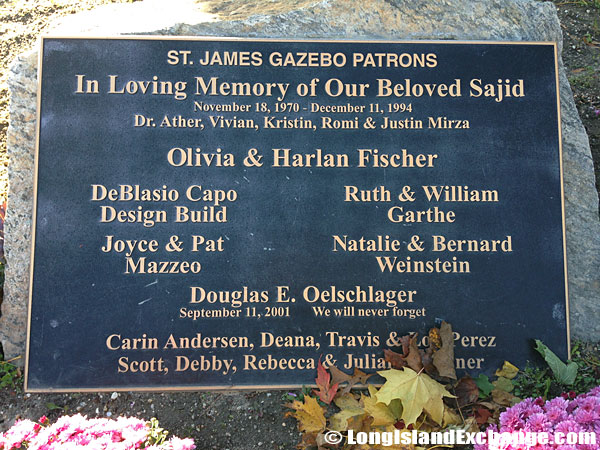 ST. JAMES GAZEBO PATRONS
In Loving Memory of Our Beloved Sajid
November 18, 1970 - December 11, 1994
Dr. Ather, Vivian, Kristin, Romi & Justin Mirza
Olivia & Harlan Fischer
DeBlasio Capo
Design Build
Ruth & William
Garthe
Joyce & Pat
Mazzeo
Natalie & Bernard
Weinstein
Douglas E. Oelschlager
September 11, 2001 We will never forget
Carin Andersen, Deana, Travis & Perez
Scott, Debby, Rebecca &
© LongIslandExchange.com